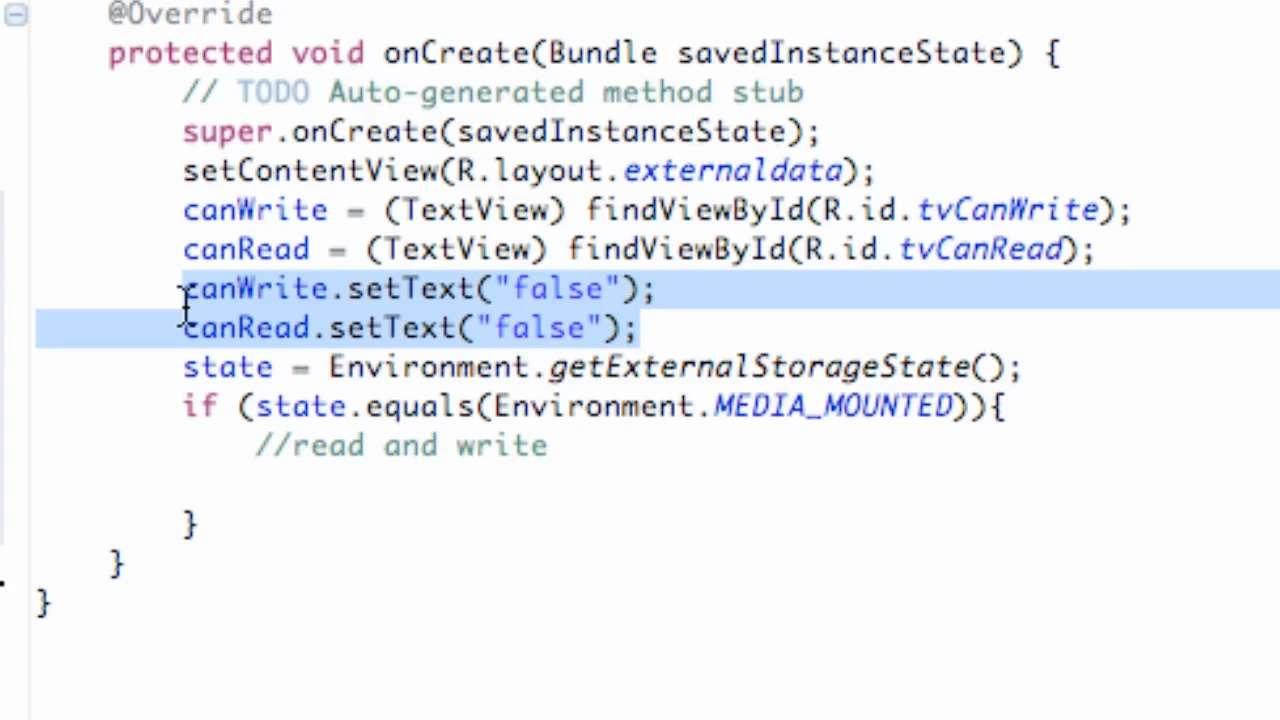 @Override
protected void onCreate(Bundle savedInstanceState) {
// TODO Auto-generated method stub
super.onCreate(savedInstanceState);
setContentView(R.layout.externaldata);
canWrite = (TextView) findViewById(R.id.tvCanWrite);
canRead = (TextView) findViewById(R.id.tvCanRead);
canWrite.setText("false");
canRead.setText("false");
state = Environment.getExternalStorageState();
if (state.equals(Environment.MEDIA_MOUNTED)){
//read and write
}
}
}